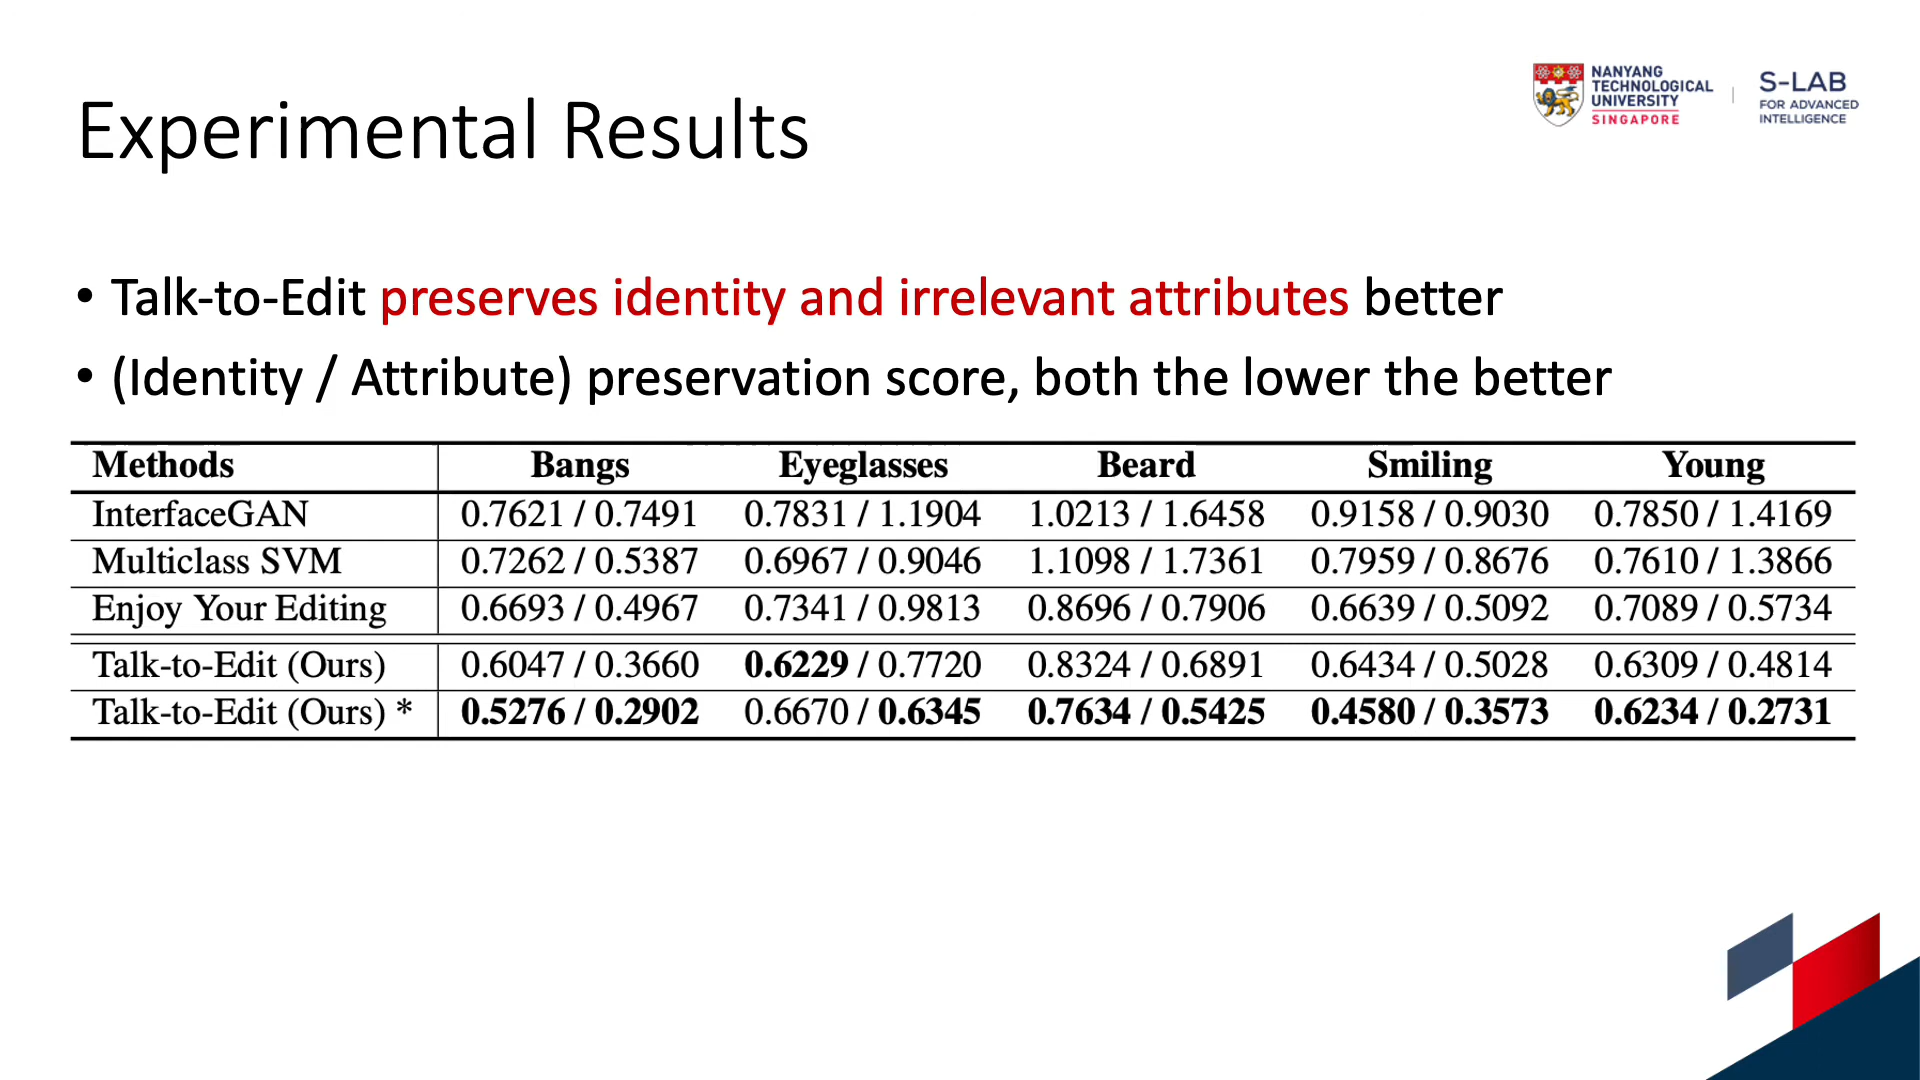 NANYANG
TECHNOLOGICAL
UNIVERSITY
SINGAPORE
S-LAB
FOR ADVANCED
INTELLIGENCE
Experimental Results
• Talk-to-Edit preserves identity and irrelevant attributes better
• (Identity / Attribute) preservation score, both the lower the better
Methods Bangs Eyeglasses Beard Smiling Young
InterfaceGAN 0.7621 / 0.7491 0.7831 / 1.1904 1.0213 / 1.6458 0.9158 / 0.9030 0.7850 / 1.4169
Multiclass SVM 0.7262 / 0.5387 0.6967 / 0.9046 1.1098 / 1.7361 0.7959 / 0.8676 0.7610 / 1.3866
Enjoy Your Editing 0.6693 / 0.4967 0.7341 / 0.9813 0.8696 / 0.7906 0.6639 / 0.5092 0.7089 / 0.5734
Talk-to-Edit (Ours) 0.6047 / 0.3660 0.6229 / 0.7720 0.8324 / 0.6891 0.6434 / 0.5028 0.6309 / 0.4814
Talk-to-Edit (Ours) * 0.5276 / 0.2902 0.6670 / 0.6345 0.7634 / 0.5425 0.4580 / 0.3573 0.6234 / 0.2731